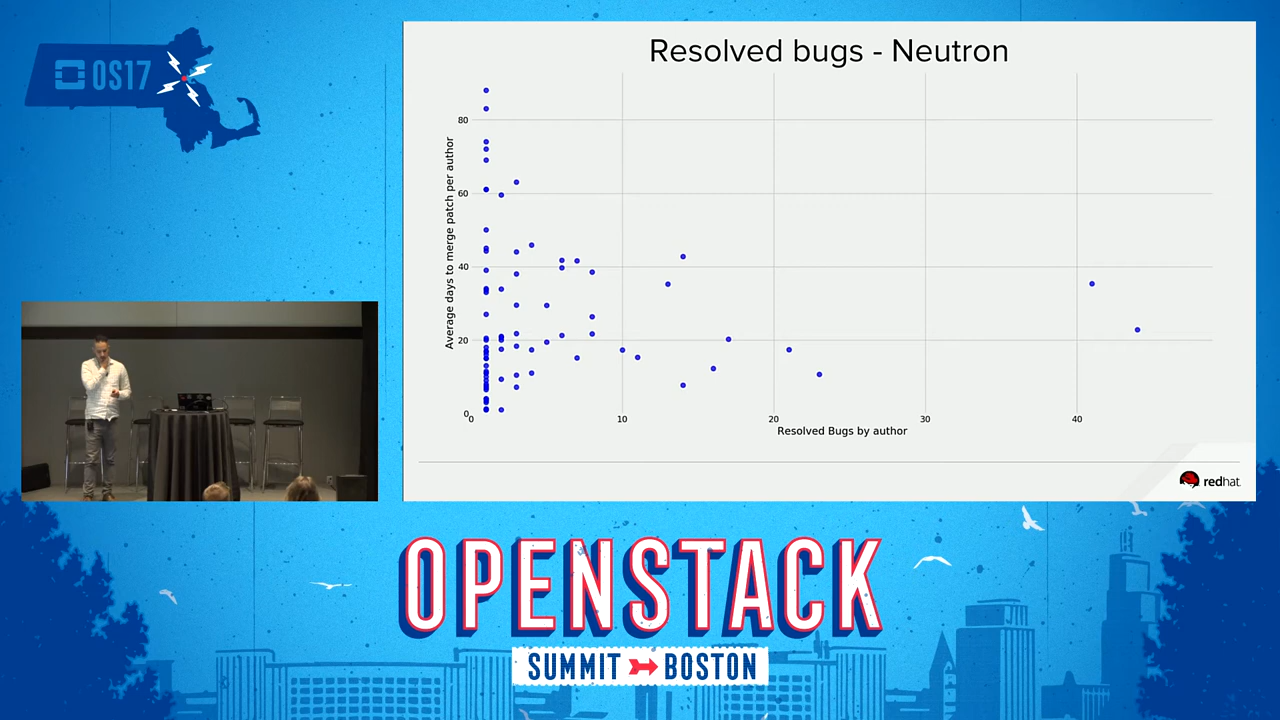 OS17
Resolved bugs - Neutron
Average days to merge patch per author
80
60
40
20
0
0
10
20
30
40
Resolved Bugs by author
redhat.
OPENSTACK
SUMMIT BOSTON